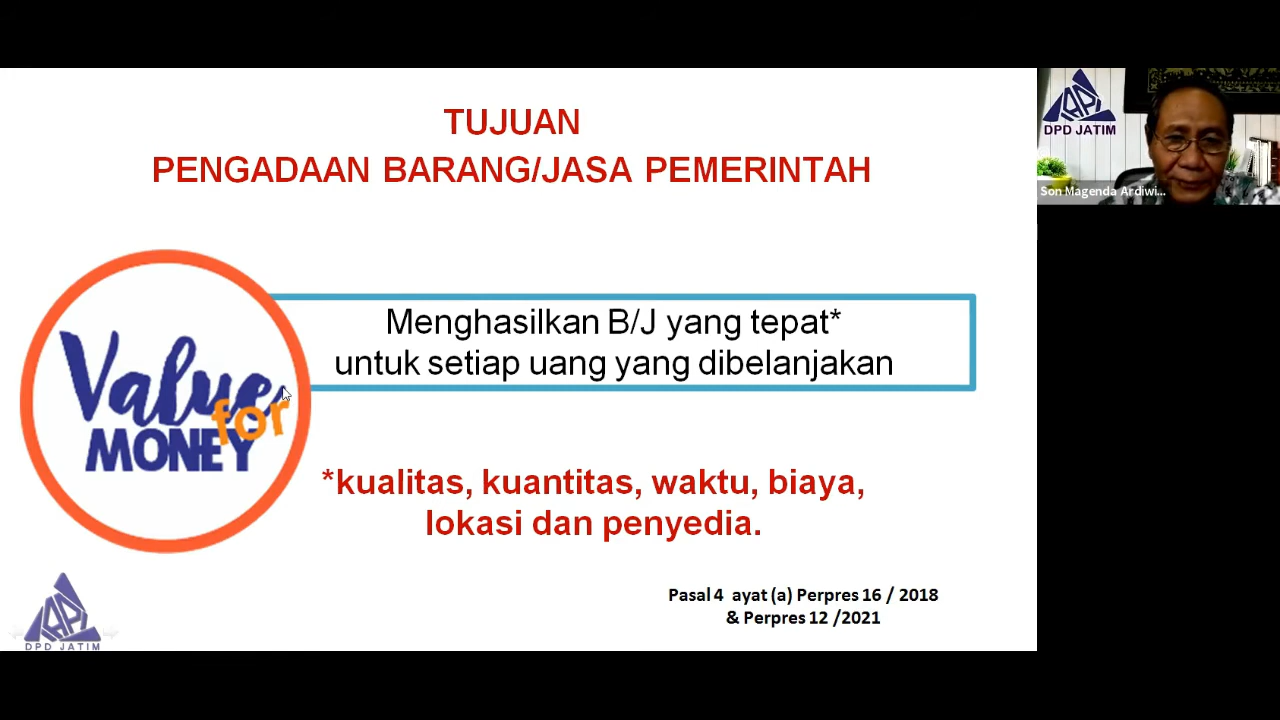 TUJUAN
PENGADAAN BARANG/JASA PEMERINTAH
Value
for
MONEY
Menghasilkan B/J yang tepat*
untuk setiap uang yang dibelanjakan
*kualitas, kuantitas, waktu, biaya,
lokasi dan penyedia.
Pasal 4 ayat (a) Perpres 16 / 2018
& Perpres 12 /2021
IAPI
DPD JATIM
IAPI
DPD JATIM
Son Magenda Ardiwi...